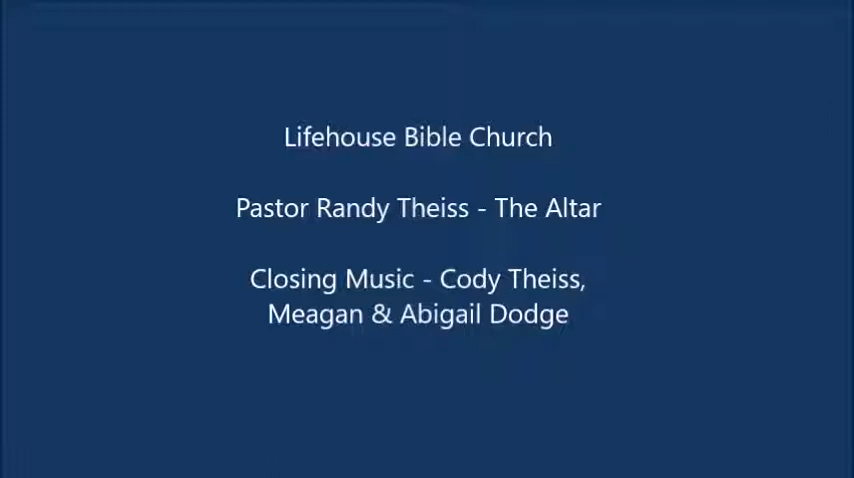 Lifehouse Bible Church
Pastor Randy Theiss - The Altar
Closing Music - Cody Theiss,
Meagan & Abigail Dodge